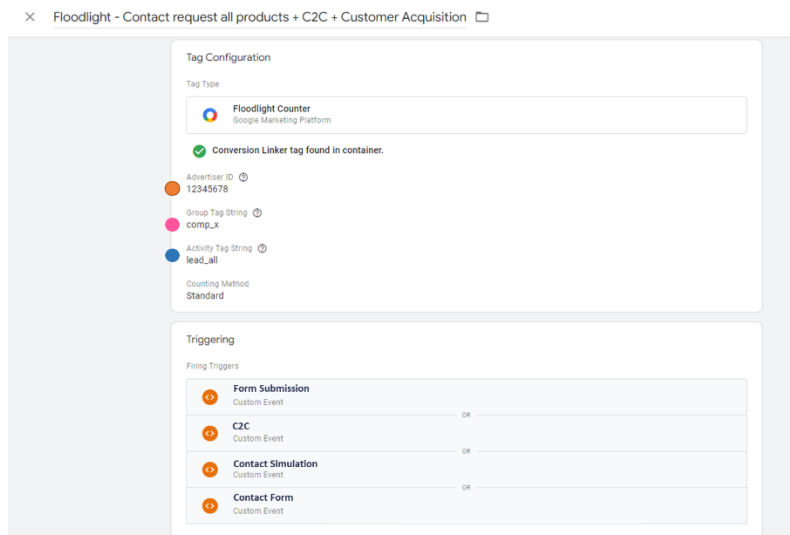 Floodlight - Contact request all products + C2C + Customer Acquisition
Tag Configuration
Tag Type
Floodlight Counter
Google Marketing Platform
Conversion Linker tag found in container.
Advertiser ID
12345678
Group Tag String
comp_x
Activity Tag String
lead_all
Counting Method
Standard
Triggering
Firing Triggers
Form Submission
Custom Event
OR
C2C
Custom Event
OR
Contact Simulation
Custom Event
OR
Contact Form
Custom Event